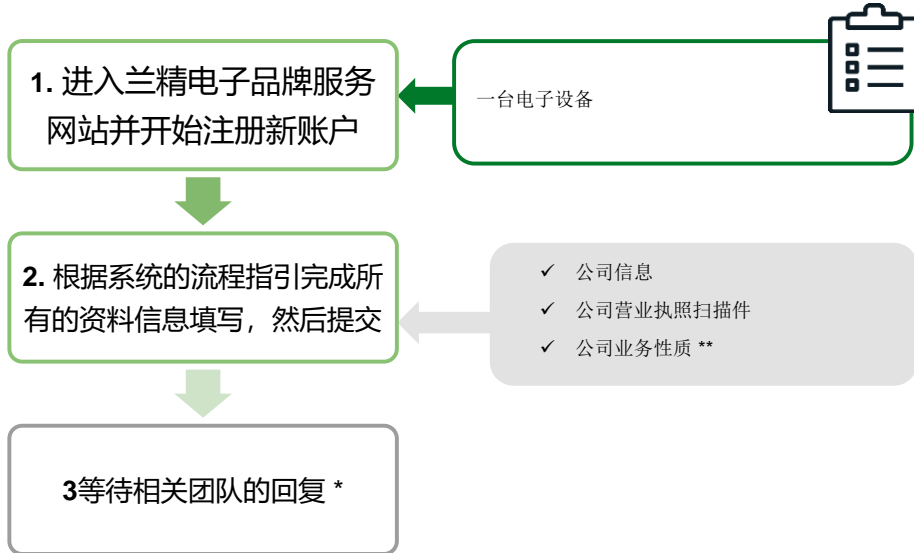 1. 进入兰精电子品牌服务
网站并开始注册新账户
一台电子设备
2. 根据系统的流程指引完成所
有的资料信息填写，然后提交
✓ 公司信息
✓ 公司营业执照扫描件
✓ 公司业务性质 **
3等待相关团队的回复 *